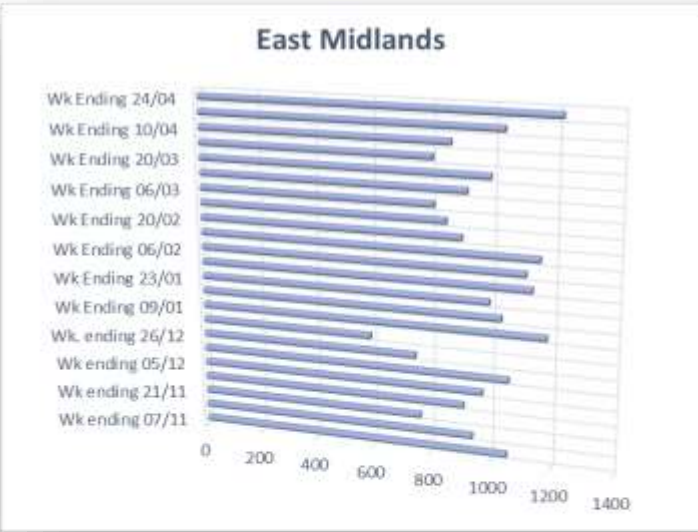 East Midlands
Wk Ending 24/04
Wk Ending 10/04
Wk Ending 20/03
Wk Ending 06/03
Wk Ending 20/02
Wk Ending 06/02
Wk Ending 23/01
Wk Ending 09/01
Wk. ending 26/12
Wk ending 05/12
Wk ending 21/11
Wk ending 07/11
0 200 400 600 800 1000 1200 1400